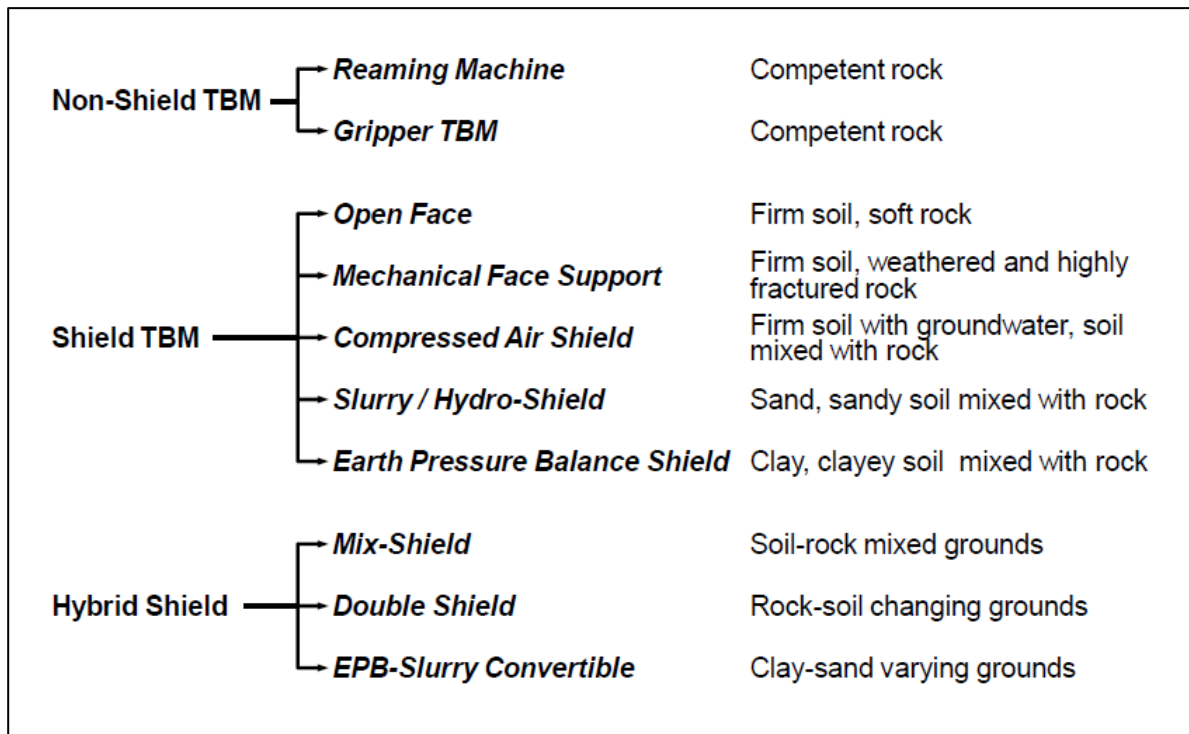 Non-Shield TBM
Reaming Machine Competent rock
Gripper TBM Competent rock
Shield TBM
Open Face Firm soil, soft rock
Mechanical Face Support Firm soil, weathered and highly
fractured rock
Compressed Air Shield Firm soil with groundwater, soil
mixed with rock
Slurry / Hydro-Shield Sand, sandy soil mixed with rock
Earth Pressure Balance Shield Clay, clayey soil mixed with rock
Hybrid Shield
Mix-Shield Soil-rock mixed grounds
Double Shield Rock-soil changing grounds
EPB-Slurry Convertible Clay-sand varying grounds